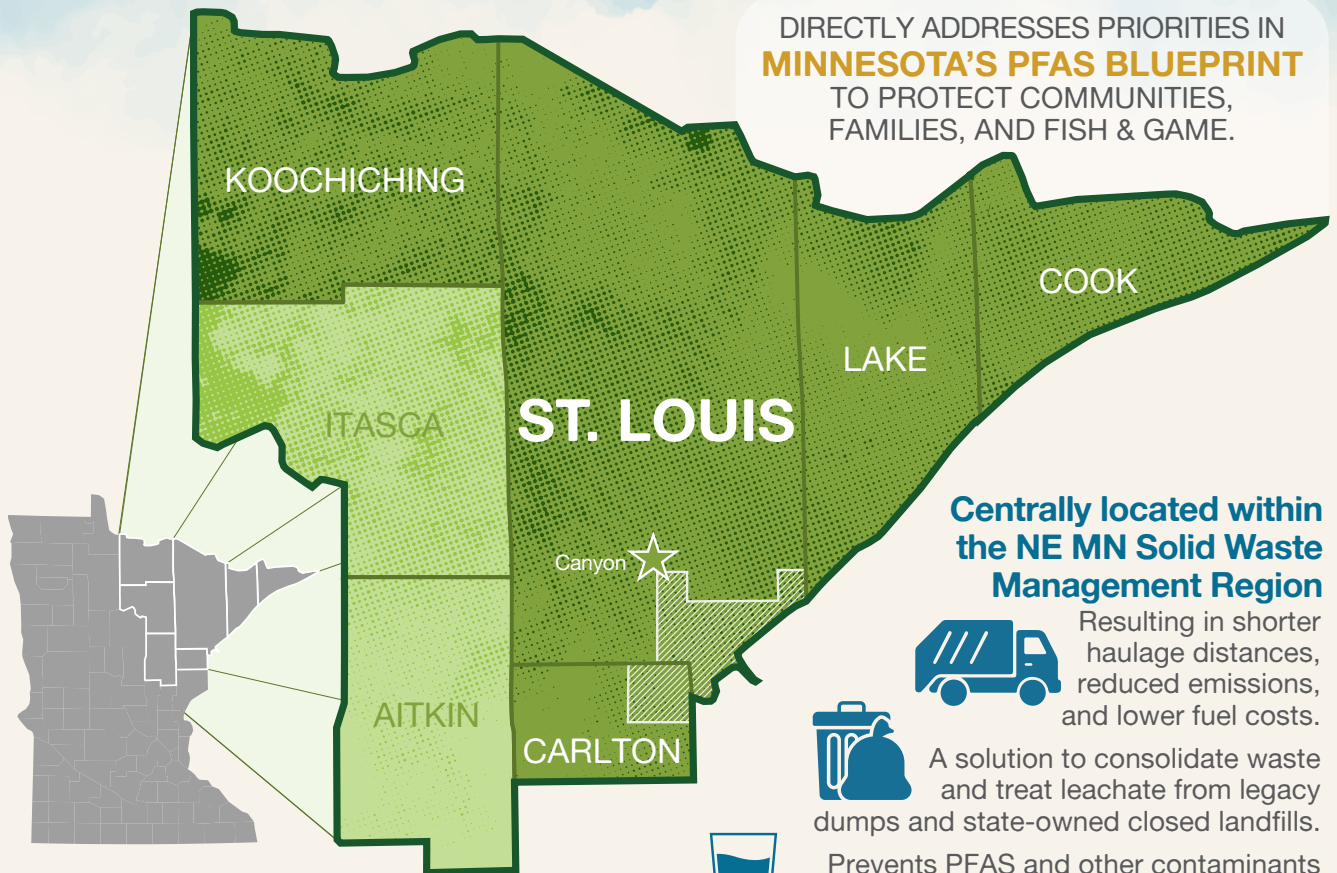 DIRECTLY ADDRESSES PRIORITIES IN
MINNESOTA'S PFAS BLUEPRINT
TO PROTECT COMMUNITIES,
FAMILIES, AND FISH & GAME.
KOOCHICHING
COOK
LAKE
ITASCA
ST. LOUIS
Canyon
AITKIN
CARLTON
Centrally located within
the NE MN Solid Waste
Management Region
Resulting in shorter
haulage distances,
reduced emissions,
and lower fuel costs.
A solution to consolidate waste
and treat leachate from legacy
dumps and state-owned closed landfills.
Prevents PFAS and other contaminants